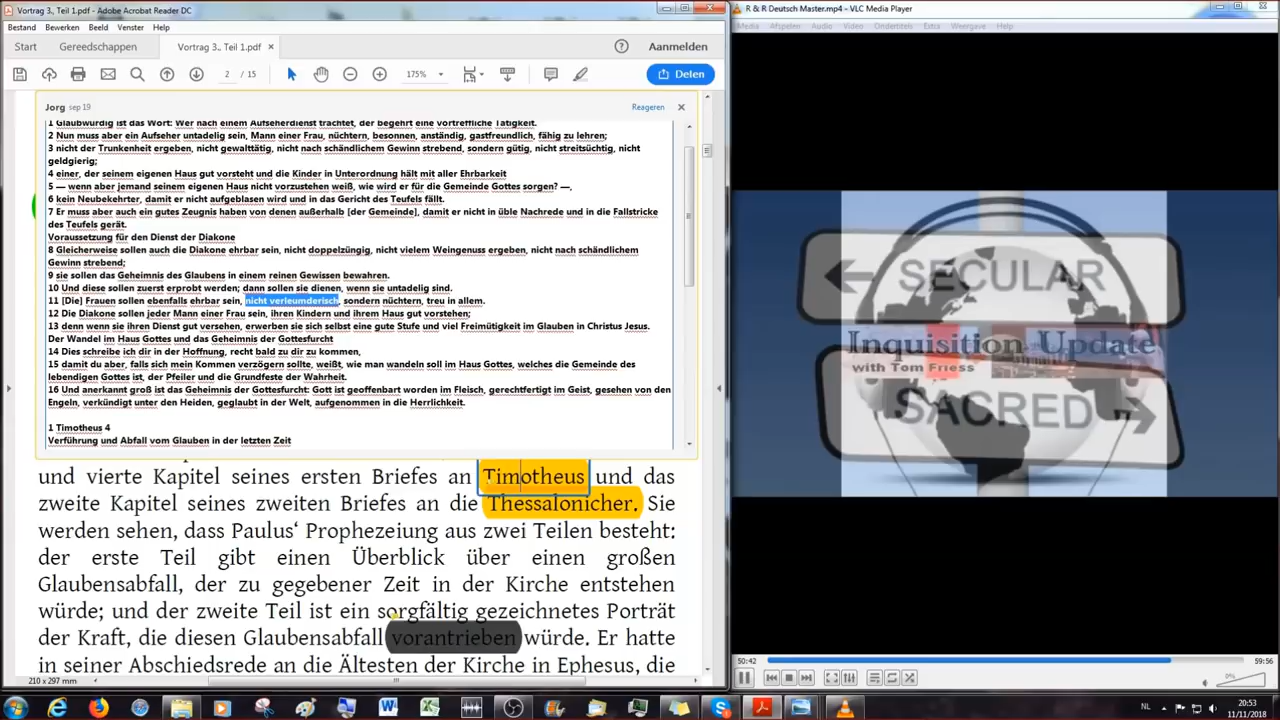 Vortrag 3., Teil 1.pdf - Adobe Acrobat Reader DC
Bestanden Bewerken Beeld Venster Help
Start Gereedschappen Vortrag 3., Teil 1.pdf × Aanmelden
2 / 15 175% Delen
Jorg sep 19 Reageren
1 Glaubwürdig ist das Wort: Wer nach einem Aufseherdienst trachtet, der begehrt eine vortreffliche Tätigkeit.
2 Nun muss aber ein Aufseher untadelig sein, Mann einer Frau, nüchtern, besonnen, anständig, gastfreundlich, fähig zu lehren;
3 nicht der Trunkenheit ergeben, nicht gewalttätig, nicht nach schändlichem Gewinn strebend, sondern gütig, nicht streitsüchtig, nicht
geldgierig;
4 einer, der seinem eigenen Haus gut vorsteht und die Kinder in Unterordnung hält mit aller Ehrbarkeit
5 — wenn aber jemand seinem eigenen Haus nicht vorzustehen weiß, wie wird er für die Gemeinde Gottes sorgen? —,
6 kein Neubekehrter, damit er nicht aufgeblasen wird und in das Gericht des Teufels fällt.
7 Er muss aber auch ein gutes Zeugnis haben von denen außerhalb [der Gemeinde], damit er nicht in üble Nachrede und in die Fallstricke
des Teufels gerät.
Voraussetzung für den Dienst der Diakone
8 Gleicherweise sollen auch die Diakone ehrbar sein, nicht doppelzüngig, nicht vielem Weingenuss ergeben, nicht nach schändlichem
Gewinn strebend;
9 sie sollen das Geheimnis des Glaubens in einem reinen Gewissen bewahren.
10 Und diese sollen zuerst erprobt werden; dann sollen sie dienen, wenn sie untadelig sind.
11 [Die] Frauen sollen ebenfalls ehrbar sein, nicht verleumderisch, sondern nüchtern, treu in allem.
12 Die Diakone sollen jeder Mann einer Frau sein, ihren Kindern und ihrem Haus gut vorstehen;
13 denn wenn sie ihren Dienst gut versehen, erwerben sie sich selbst eine gute Stufe und viel Freimütigkeit im Glauben in Christus Jesus.
Der Wandel im Haus Gottes und das Geheimnis der Gottesfurcht
14 Dies schreibe ich dir in der Hoffnung, recht bald zu dir zu kommen,
15 damit du aber, falls sich mein Kommen verzögern sollte, weißt, wie man wandeln soll im Haus Gottes, welches die Gemeinde des
lebendigen Gottes ist, der Pfeiler und die Grundfeste der Wahrheit.
16 Und anerkannt groß ist das Geheimnis der Gottesfurcht: Gott ist geoffenbart worden im Fleisch, gerechtfertigt im Geist, gesehen von den
Engeln, verkündigt unter den Heiden, geglaubt in der Welt, aufgenommen in die Herrlichkeit.
1 Timotheus 4
Verführung und Abfall vom Glauben in der letzten Zeit
und vierte Kapitel seines ersten Briefes an Timotheus und das
zweite Kapitel seines zweiten Briefes an die Thessalonicher. Sie
werden sehen, dass Paulus‘ Prophezeiung aus zwei Teilen besteht:
der erste Teil gibt einen Überblick über einen großen
Glaubensabfall, der zu gegebener Zeit in der Kirche entstehen
würde; und der zweite Teil ist ein sorgfältig gezeichnetes Porträt
der Kraft, die diesen Glaubensabfall vorantrieben würde. Er hatte
in seiner Abschiedsrede an die Ältesten der Kirche in Ephesus, die
210 x 297 mm
R & R Deutsch Master.mp4 - VLC Media Player
Media Afspelen Audio Video Ondertitels Extra Weergave Help
SECULAR
Inquisition Update
with Tom Friess
SACRED
50:42 59:56
NL 20:53
11/11/2018